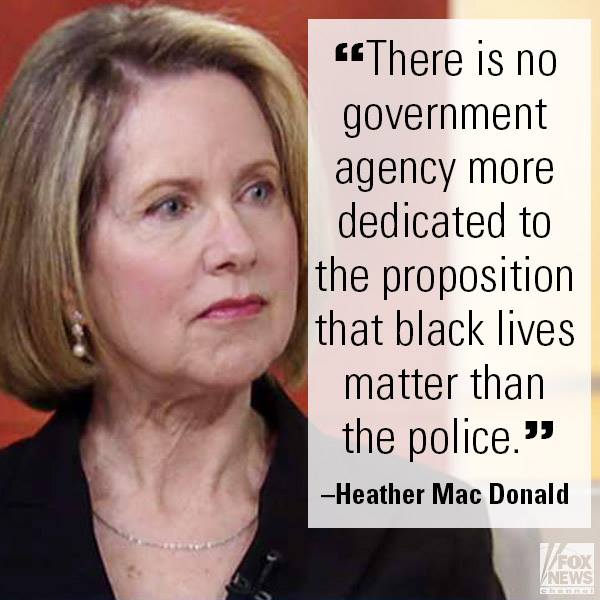 “There is no
government
agency more
dedicated to
the proposition
that black lives
matter than
the police.”
–Heather Mac Donald
FOX
NEWS
channel